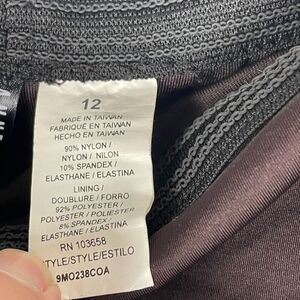 12
MADE IN TAIWAN
FABRIQUÉ EN TAIWAN
HECHO EN TAIWAN
90% NYLON /
NYLON / NILON
10% SPANDEX /
ELASTHANE / ELASTINA
LINING /
DOUBLURE / FORRO
92% POLYESTER /
POLYESTER / POLIESTER
8% SPANDEX /
ELASTHANE / ELASTINA
RN 103658
STYLE/STYLE/ESTILO
9MO238COA